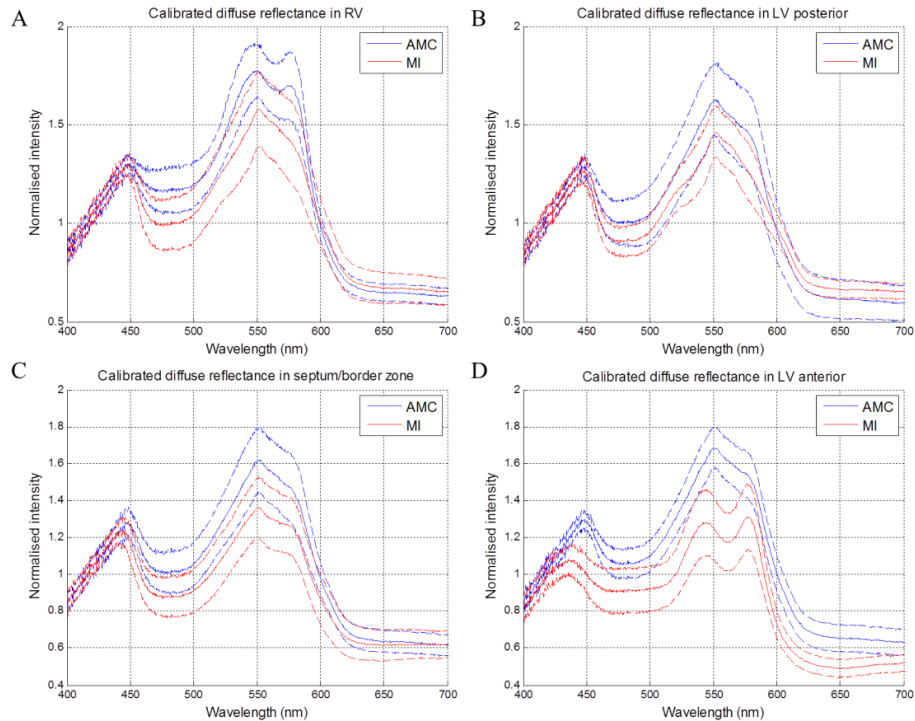 A
Calibrated diffuse reflectance in RV
2
1.5
1
0.5
Normalised intensity
AMC
MI
400 450 500 550 600 650 700
Wavelength (nm)
B
Calibrated diffuse reflectance in LV posterior
2
1.5
1
0.5
Normalised intensity
AMC
MI
400 450 500 550 600 650 700
Wavelength (nm)
C
Calibrated diffuse reflectance in septum/border zone
2
1.8
1.6
1.4
1.2
1
0.8
0.6
0.4
Normalised intensity
AMC
MI
400 450 500 550 600 650 700
Wavelength (nm)
D
Calibrated diffuse reflectance in LV anterior
2
1.8
1.6
1.4
1.2
1
0.8
0.6
0.4
Normalised intensity
AMC
MI
400 450 500 550 600 650 700
Wavelength (nm)